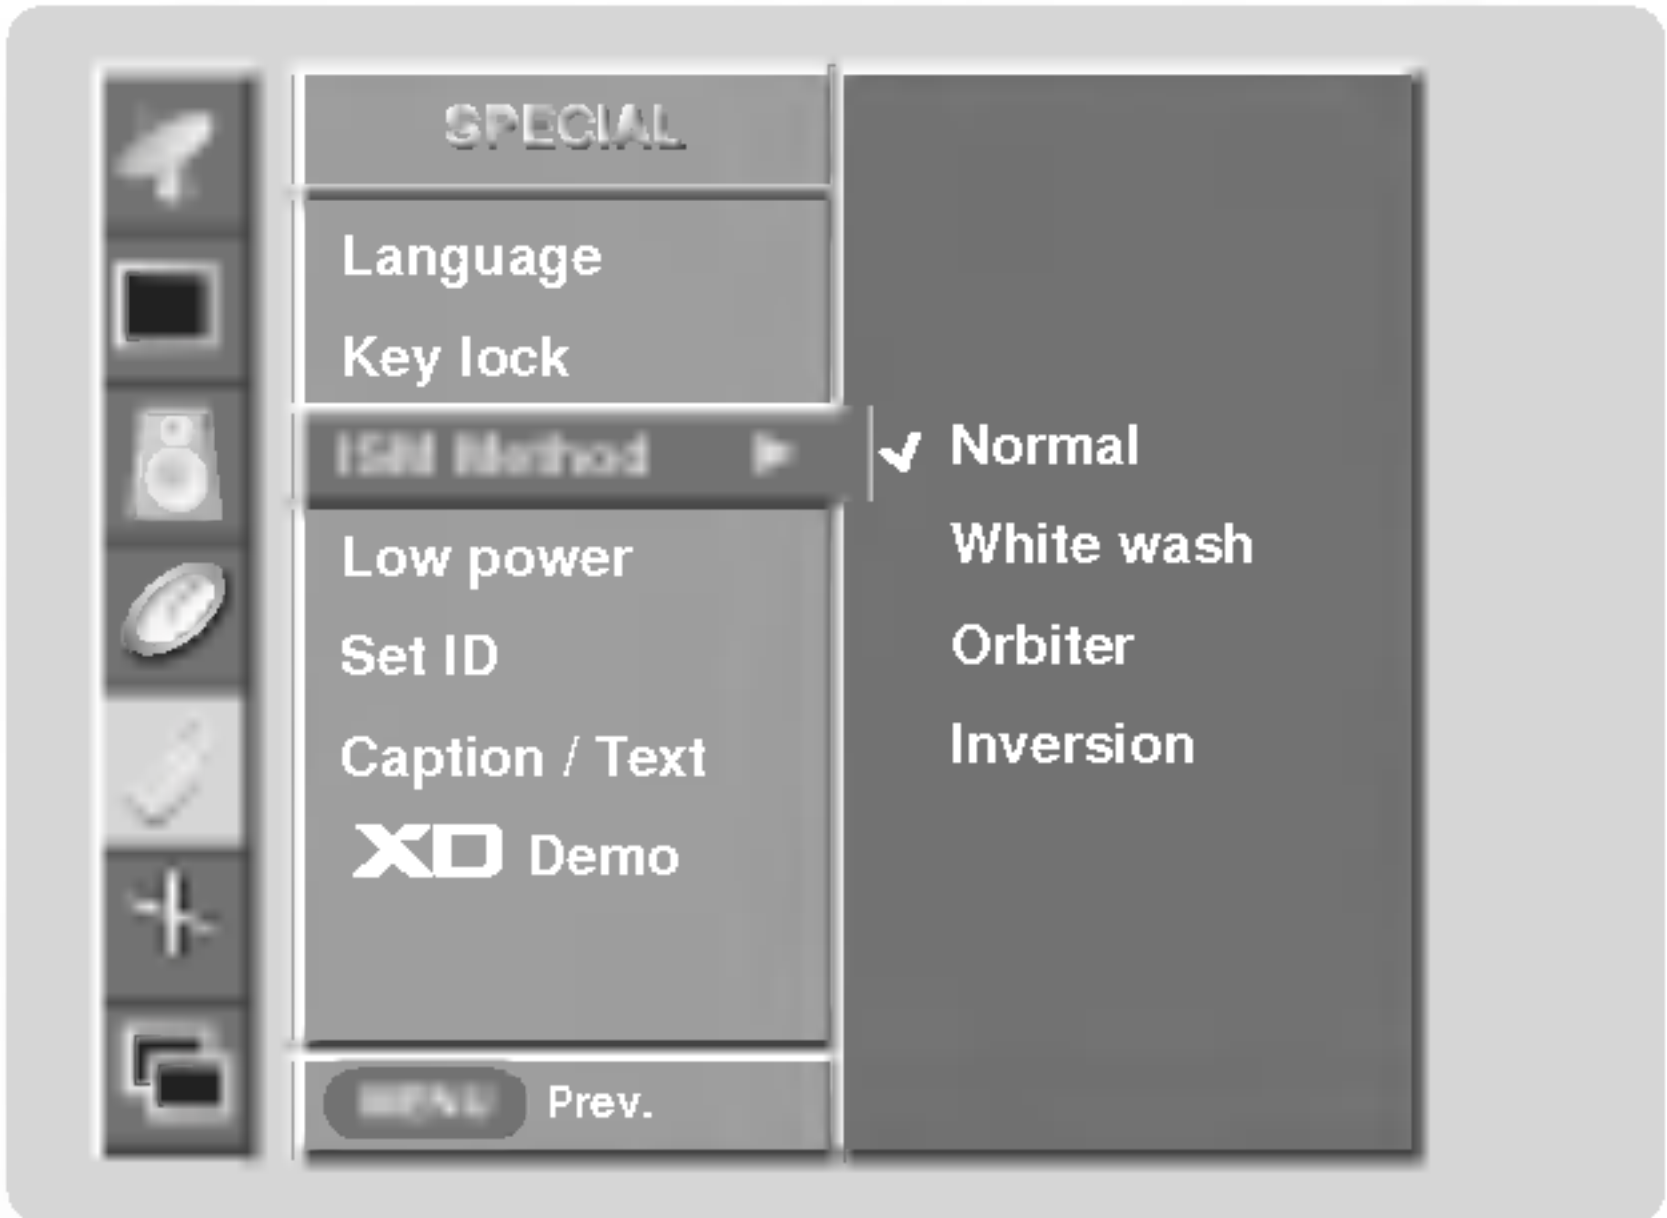 SPECIAL
Language
Key lock
ISM Method
Low power
Set ID
Caption / Text
XD Demo
MENU Prev.
Normal
White wash
Orbiter
Inversion